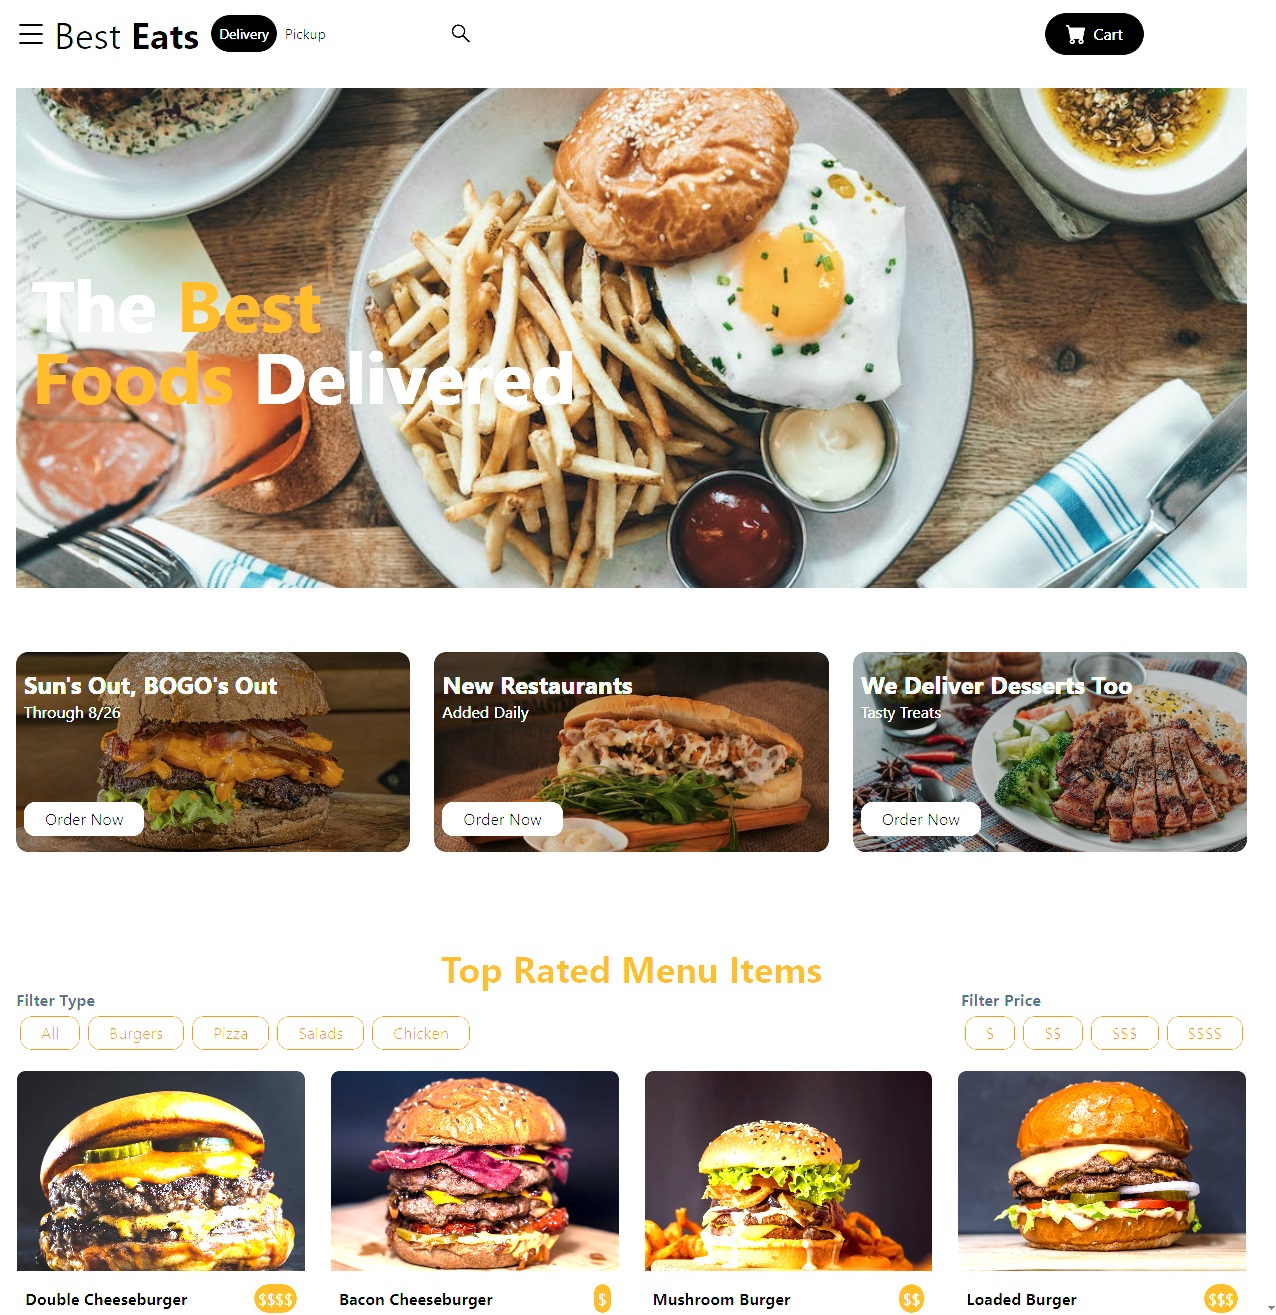 Best Eats Delivery Pickup Cart
The Best
Foods Delivered
Sun's Out, BOGO's Out
Through 8/26
Order Now
New Restaurants
Added Daily
Order Now
We Deliver Desserts Too
Tasty Treats
Order Now
Top Rated Menu Items
Filter Type
All Burgers Pizza Salads Chicken
Filter Price
$ $$ $$$ $$$$
Double Cheeseburger $$$$
Bacon Cheeseburger $
Mushroom Burger $$
Loaded Burger $$$